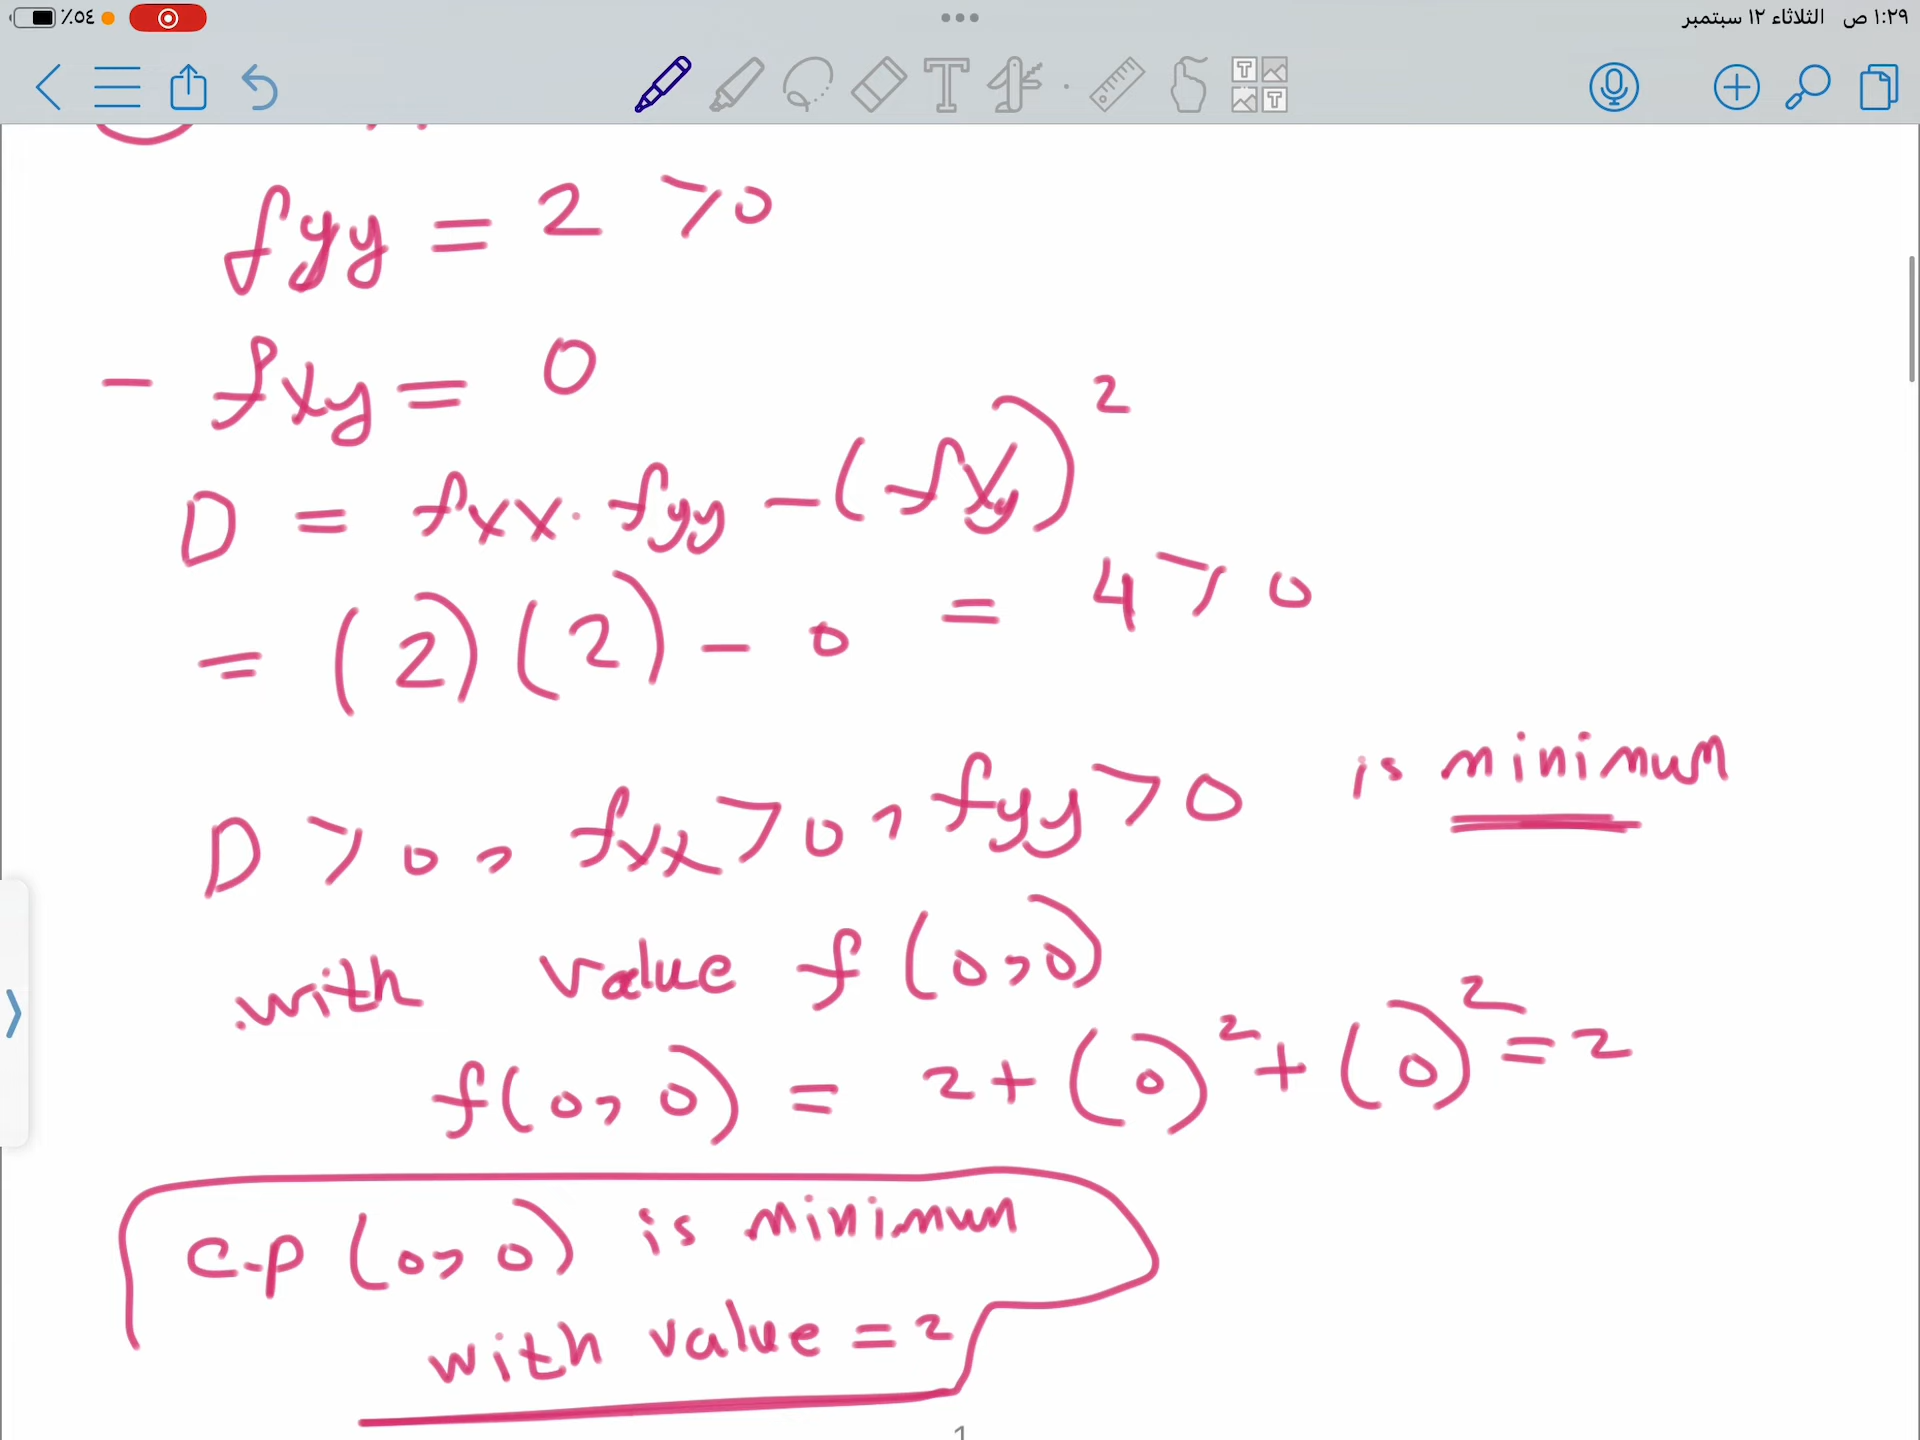 ٪٥٤
١:٢٩ ص الثلاثاء ١٢ سبتمبر
fyy = 2 > 0
- fxy = 0
D = fxx . fyy - (fxy)²
= (2)(2) - 0 = 4 > 0
D > 0, fxx > 0, fyy > 0 is minimum
with value f(0,0)
f(0,0) = 2 + (0)² + (0)² = 2
c.p (0,0) is minimum
with value = 2
1